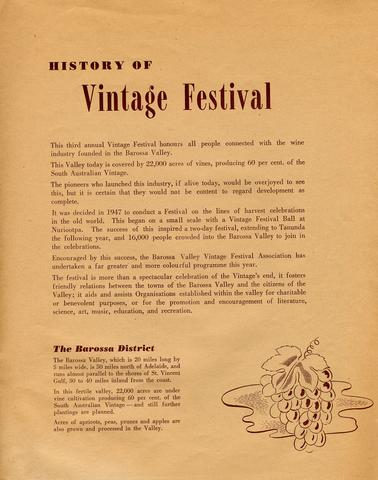 HISTORY OF
Vintage Festival
This third annual Vintage Festival honours all people connected with the wine
industry founded in the Barossa Valley.
This Valley today is covered by 22,000 acres of vines, producing 60 per cent. of the
South Australian Vintage.
The pioneers who launched this industry, if alive today, would be overjoyed to see
this, but it is certain that they would not be content to regard development as
complete.
It was decided in 1947 to conduct a Festival on the lines of harvest celebrations
in the old world. This began on a small scale with a Vintage Festival Ball at
Nuriootpa. The success of this inspired a two-day festival, extending to Tanunda
the following year, and 16,000 people crowded into the Barossa Valley to join in
the celebrations.
Encouraged by this success, the Barossa Valley Vintage Festival Association has
undertaken a far greater and more colourful programme this year.
The festival is more than a spectacular celebration of the Vintage's end, it fosters
friendly relations between the towns of the Barossa Valley and the citizens of the
Valley; it aids and assists Organisations established within the valley for charitable
or benevolent purposes, or for the promotion and encouragement of literature,
science, art, music, education, and recreation.
The Barossa District
The Barossa Valley, which is 20 miles long by
5 miles wide, is 50 miles north of Adelaide, and
runs almost parallel to the shores of St. Vincent
Gulf, 30 to 40 miles inland from the coast.
In this fertile valley, 22,000 acres are under
vine cultivation producing 60 per cent. of the
South Australian Vintage — and still further
plantings are planned.
Acres of apricots, peas, prunes and apples are
also grown and processed in the Valley.